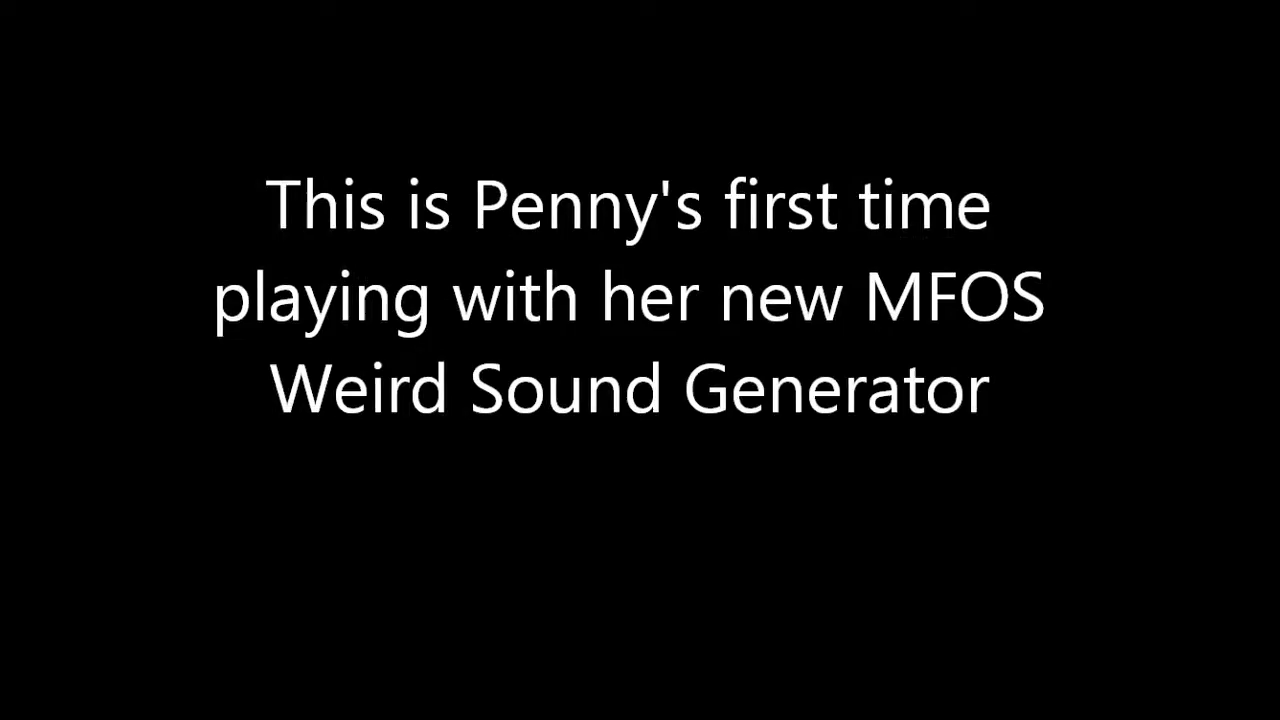 This is Penny's first time
playing with her new MFOS
Weird Sound Generator